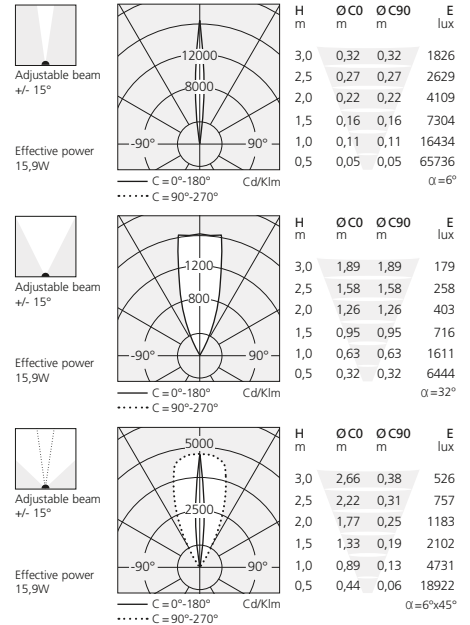 Adjustable beam
+/- 15°
Effective power
15,9W
12000
8000
-90° 90°
C = 0°-180° Cd/Klm
C = 90°-270°
H Ø C0 Ø C90 E
m m m lux
3,0 0,32 0,32 1826
2,5 0,27 0,27 2629
2,0 0,22 0,22 4109
1,5 0,16 0,16 7304
1,0 0,11 0,11 16434
0,5 0,05 0,05 65736
α=6°
Adjustable beam
+/- 15°
Effective power
15,9W
1200
800
-90° 90°
C = 0°-180° Cd/Klm
C = 90°-270°
H Ø C0 Ø C90 E
m m m lux
3,0 1,89 1,89 179
2,5 1,58 1,58 258
2,0 1,26 1,26 403
1,5 0,95 0,95 716
1,0 0,63 0,63 1611
0,5 0,32 0,32 6444
α=32°
Adjustable beam
+/- 15°
Effective power
15,9W
5000
2500
-90° 90°
C = 0°-180° Cd/Klm
C = 90°-270°
H Ø C0 Ø C90 E
m m m lux
3,0 2,66 0,38 526
2,5 2,22 0,31 757
2,0 1,77 0,25 1183
1,5 1,33 0,19 2102
1,0 0,89 0,13 4731
0,5 0,44 0,06 18922
α=6°x45°